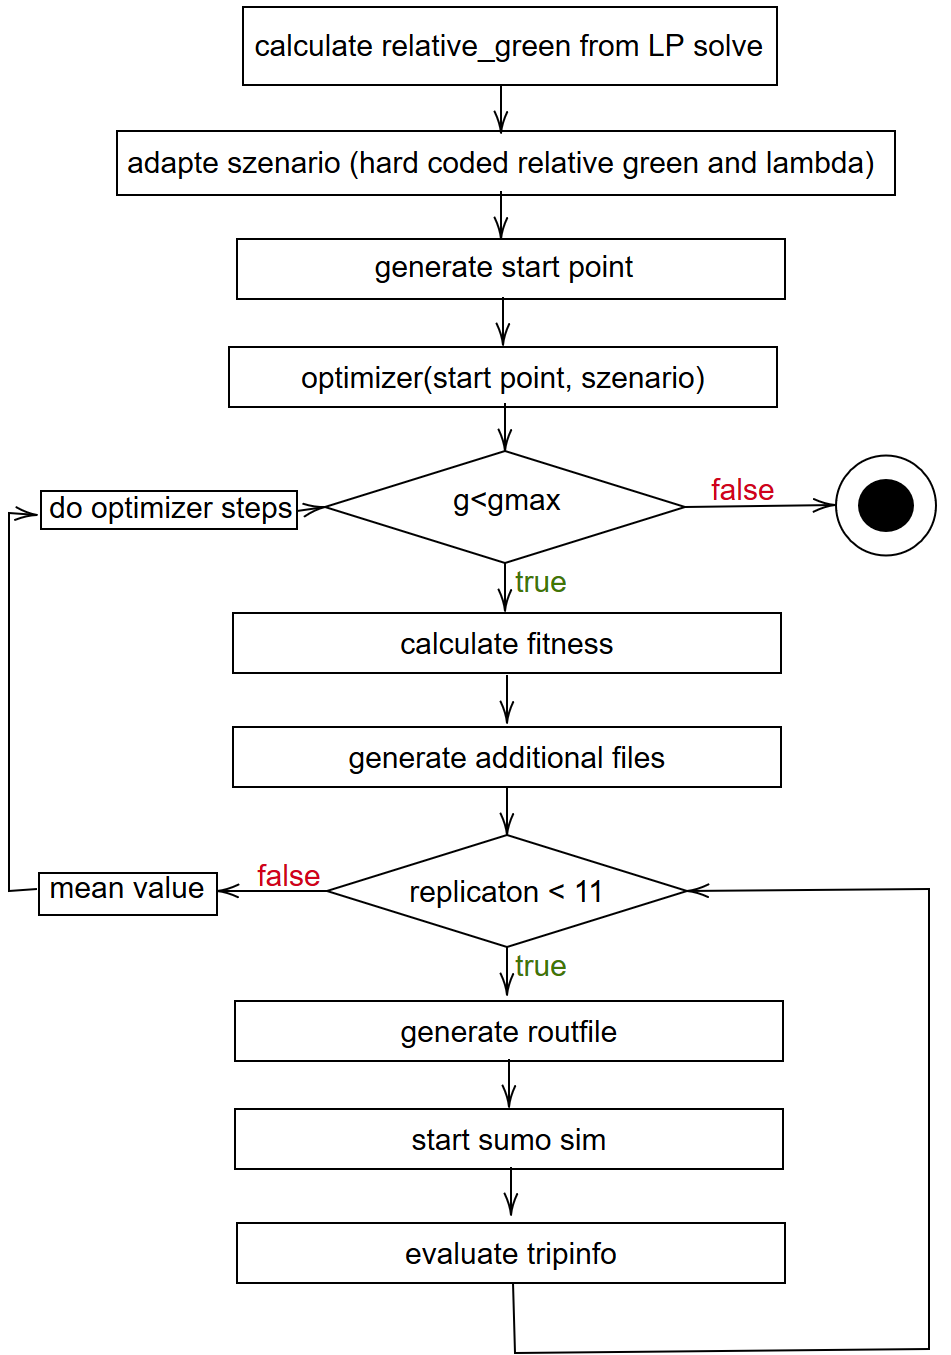 calculate relative_green from LP solve
adapte szenario (hard coded relative green and lambda)
generate start point
optimizer(start point, szenario)
g<gmax
false
do optimizer steps
true
calculate fitness
generate additional files
replicaton < 11
false
mean value
true
generate routfile
start sumo sim
evaluate tripinfo